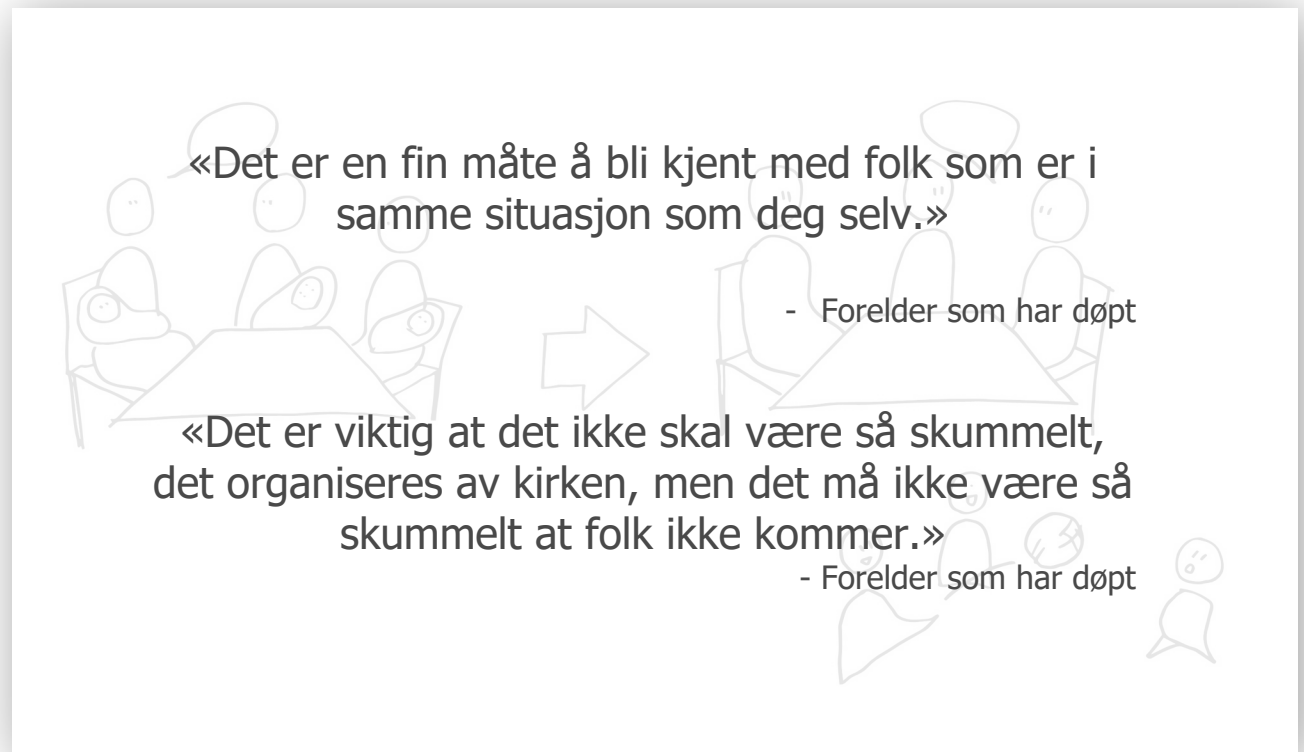 «Det er en fin måte å bli kjent med folk som er i
samme situasjon som deg selv.»
- Forelder som har døpt
«Det er viktig at det ikke skal være så skummelt,
det organiseres av kirken, men det må ikke være så
skummelt at folk ikke kommer.»
- Forelder som har døpt